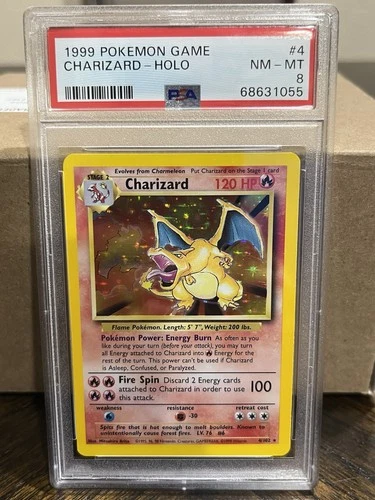 1999 POKEMON GAME #4
CHARIZARD - HOLO NM - MT
8
68631055
PSA
Evolves from Charmeleon Put Charizard on the Stage 1 card
STAGE 2
Charizard 120 HP
Flame Pokémon. Length: 5' 7", Weight: 200 lbs.
Pokémon Power: Energy Burn As often as you
like during your turn (before your attack), you may turn
all Energy attached to Charizard into Energy for the
rest of the turn. This power can't be used if Charizard
is Asleep, Confused, or Paralyzed.
Fire Spin Discard 2 Energy cards
attached to Charizard in order to use
this attack.
100
weakness resistance retreat cost
-30
Spits fire that is hot enough to melt boulders. Known to
unintentionally cause forest fires. LV. 76 #6
4/102